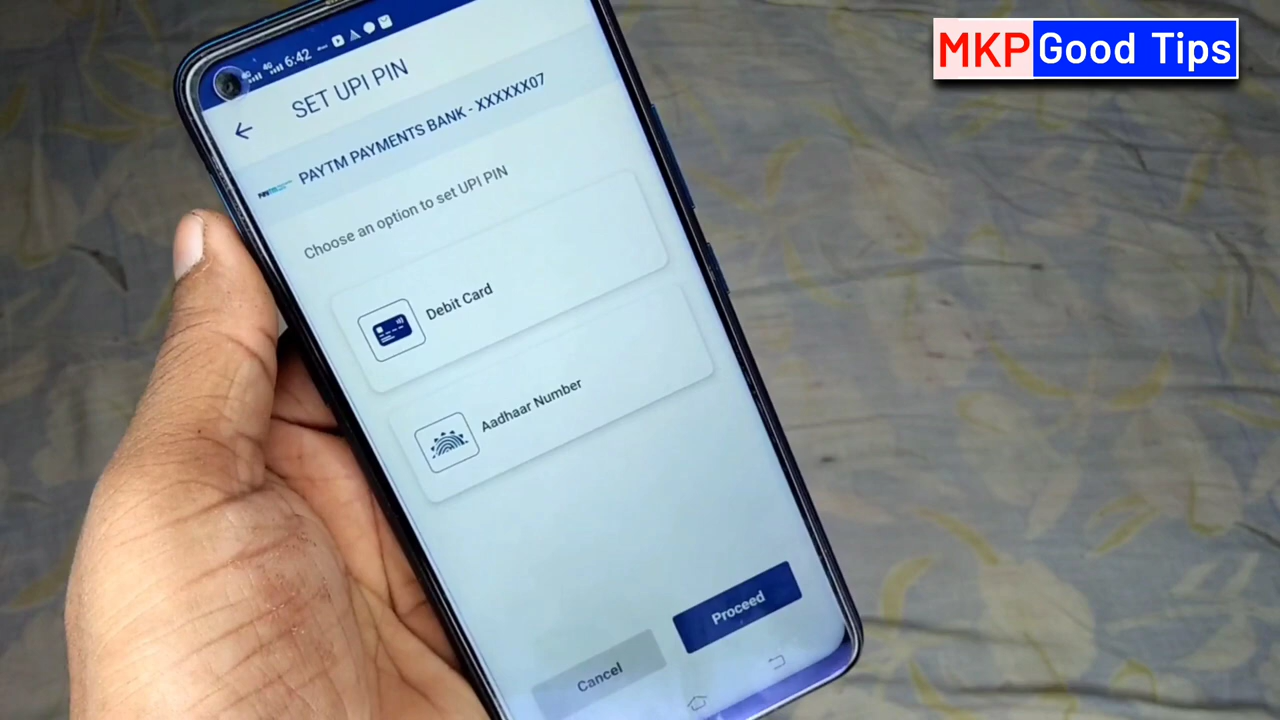 MKP Good Tips
6:42
SET UPI PIN
PAYTM PAYMENTS BANK - XXXXXX07
Choose an option to set UPI PIN
Debit Card
Aadhaar Number
Proceed
Cancel